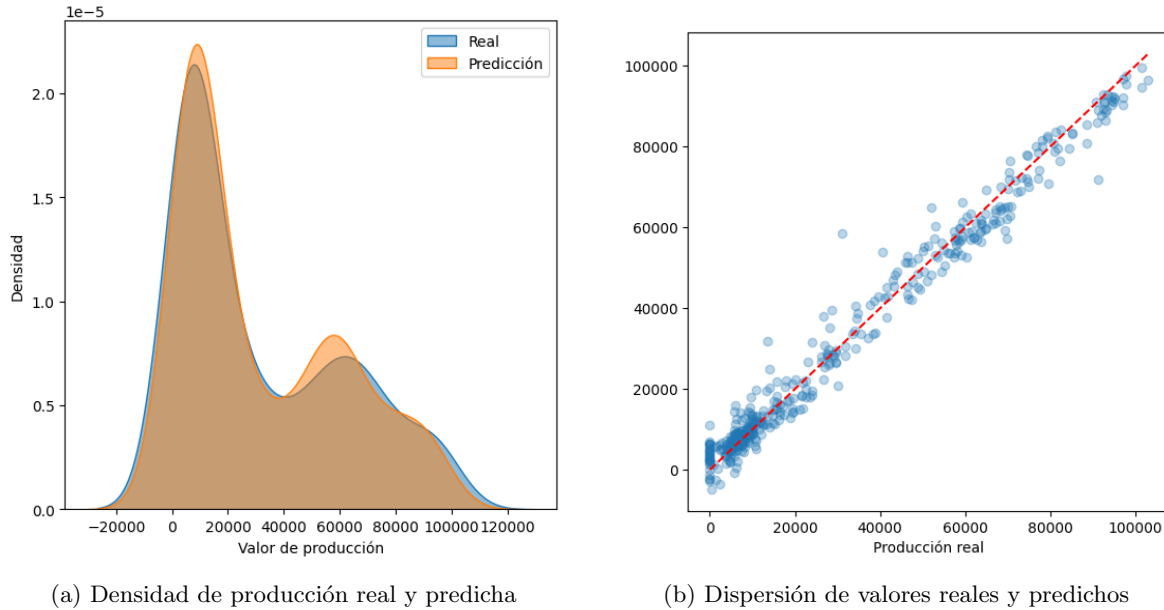 1e−5
Real
Predicción
2.0
1.5
1.0
0.5
0.0
Densidad
−20000 0 20000 40000 60000 80000 100000 120000
Valor de producción
(a) Densidad de producción real y predicha
100000
80000
60000
40000
20000
0
0 20000 40000 60000 80000 100000
Producción real
(b) Dispersión de valores reales y predichos